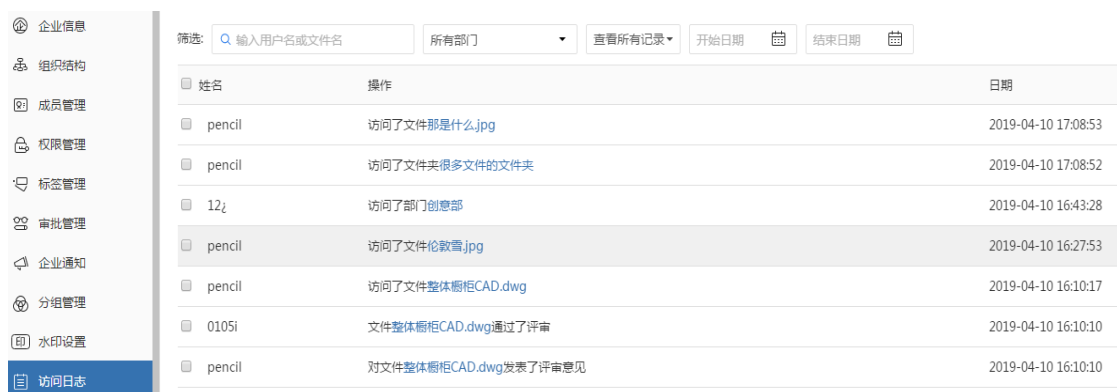 企业信息
组织结构
成员管理
权限管理
标签管理
审批管理
企业通知
分组管理
印 水印设置
访问日志
筛选: 输入用户名或文件名 所有部门 查看所有记录 开始日期 结束日期
姓名 操作 日期
pencil 访问了文件那是什么.jpg 2019-04-10 17:08:53
pencil 访问了文件夹很多文件的文件夹 2019-04-10 17:08:52
12¿ 访问了部门创意部 2019-04-10 16:43:28
pencil 访问了文件伦敦雪.jpg 2019-04-10 16:27:53
pencil 访问了文件整体橱柜CAD.dwg 2019-04-10 16:10:17
0105i 文件整体橱柜CAD.dwg通过了评审 2019-04-10 16:10:10
pencil 对文件整体橱柜CAD.dwg发表了评审意见 2019-04-10 16:10:10